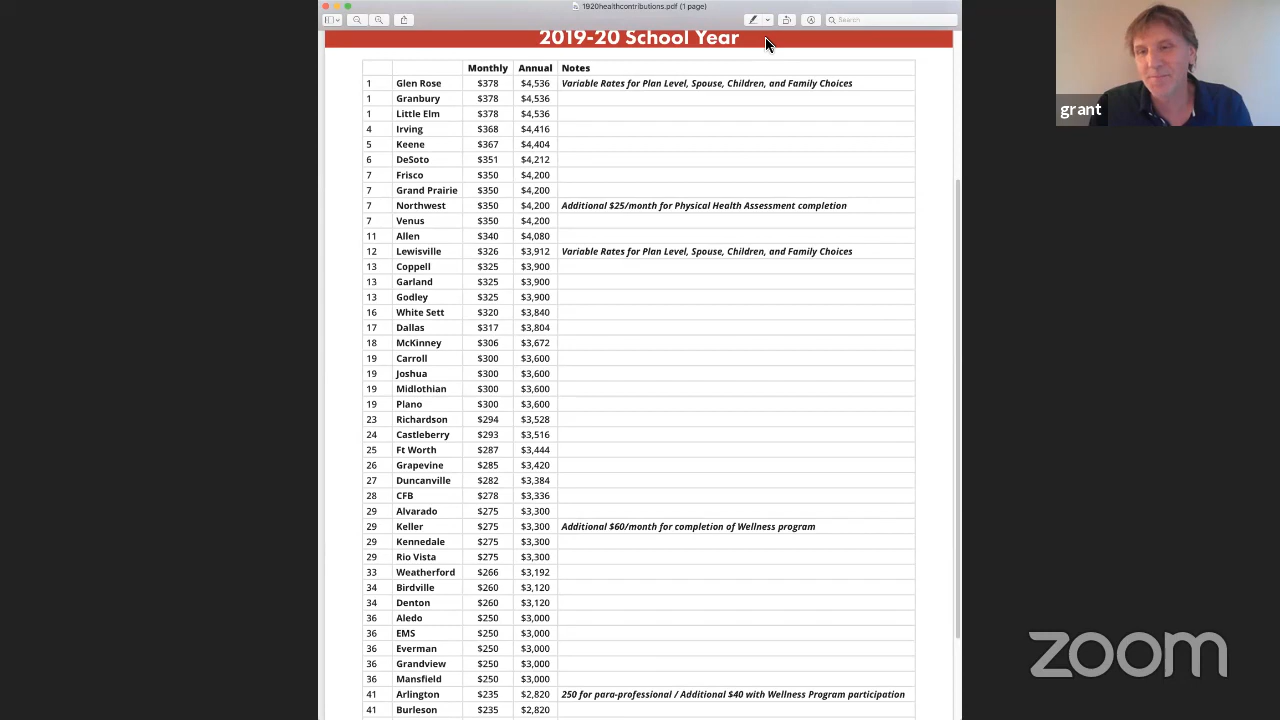 1920healthcontributions.pdf (1 page)
Search
2019-20 School Year
Monthly Annual Notes
1 Glen Rose $378 $4,536 Variable Rates for Plan Level, Spouse, Children, and Family Choices
1 Granbury $378 $4,536
1 Little Elm $378 $4,536
4 Irving $368 $4,416
5 Keene $367 $4,404
6 DeSoto $351 $4,212
7 Frisco $350 $4,200
7 Grand Prairie $350 $4,200
7 Northwest $350 $4,200 Additional $25/month for Physical Health Assessment completion
7 Venus $350 $4,200
11 Allen $340 $4,080
12 Lewisville $326 $3,912 Variable Rates for Plan Level, Spouse, Children, and Family Choices
13 Coppell $325 $3,900
13 Garland $325 $3,900
13 Godley $325 $3,900
16 White Sett $320 $3,840
17 Dallas $317 $3,804
18 McKinney $306 $3,672
19 Carroll $300 $3,600
19 Joshua $300 $3,600
19 Midlothian $300 $3,600
19 Plano $300 $3,600
23 Richardson $294 $3,528
24 Castleberry $293 $3,516
25 Ft Worth $287 $3,444
26 Grapevine $285 $3,420
27 Duncanville $282 $3,384
28 CFB $278 $3,336
29 Alvarado $275 $3,300
29 Keller $275 $3,300 Additional $60/month for completion of Wellness program
29 Kennedale $275 $3,300
29 Rio Vista $275 $3,300
33 Weatherford $266 $3,192
34 Birdville $260 $3,120
34 Denton $260 $3,120
36 Aledo $250 $3,000
36 EMS $250 $3,000
36 Everman $250 $3,000
36 Grandview $250 $3,000
36 Mansfield $250 $3,000
41 Arlington $235 $2,820 250 for para-professional / Additional $40 with Wellness Program participation
41 Burleson $235 $2,820
grant
zoom